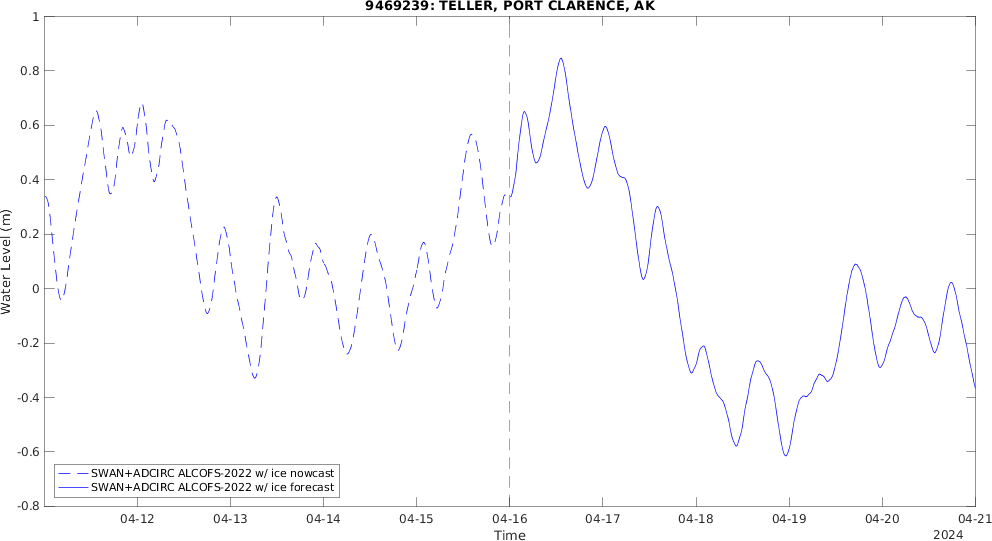 9469239: TELLER, PORT CLARENCE, AK
1
0.8
0.6
0.4
0.2
0
-0.2
-0.4
-0.6
-0.8
Water Level (m)
SWAN+ADCIRC ALCOFS-2022 w/ ice nowcast
SWAN+ADCIRC ALCOFS-2022 w/ ice forecast
04-12 04-13 04-14 04-15 04-16 04-17 04-18 04-19 04-20 04-21
Time
2024